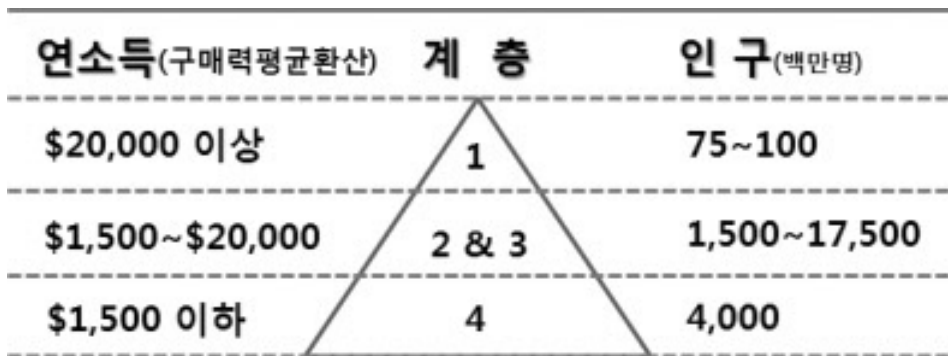 연소득(구매력평균환산) 계 층 인 구(백만명)
$20,000 이상 1 75~100
$1,500~$20,000 2 & 3 1,500~17,500
$1,500 이하 4 4,000